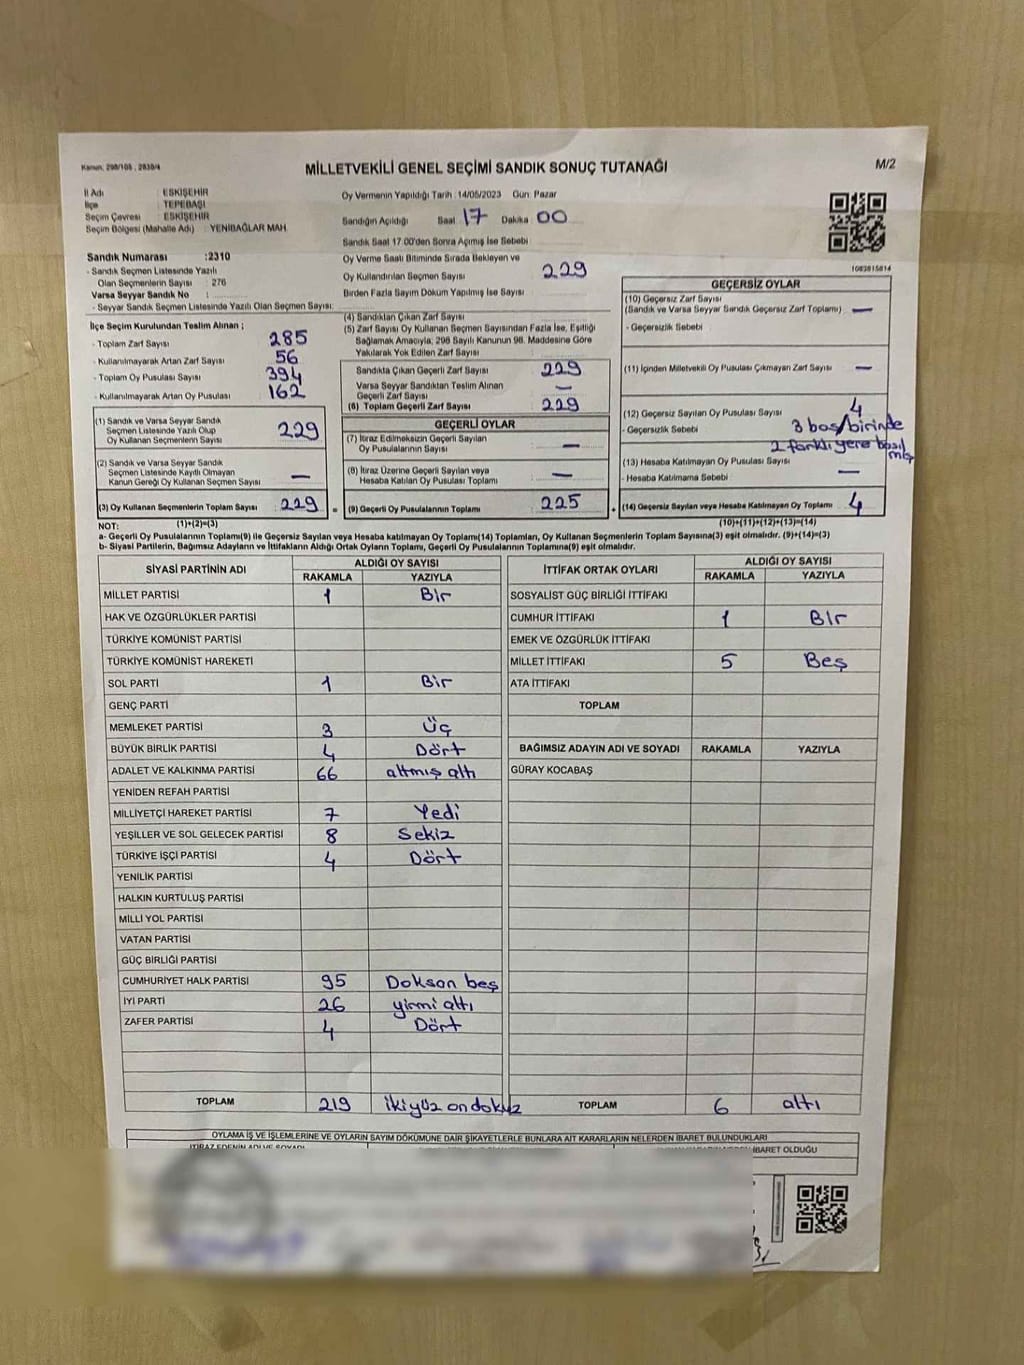 Kanun, 298/105 , 2839/4
MİLLETVEKİLİ GENEL SEÇİMİ SANDIK SONUÇ TUTANAĞI
M/2
İl Adı : ESKİŞEHİR
İlçe : TEPEBAŞI
Seçim Çevresi : ESKİŞEHİR
Seçim Bölgesi (Mahalle Adı) : YENİBAĞLAR MAH.
Oy Vermenin Yapıldığı Tarih :14/05/2023 Gün: Pazar
Sandığın Açıldığı Saat 17 Dakika 00
Sandık Saat 17.00'den Sonra Açılmış İse Sebebi
Sandık Numarası :2310
- Sandık Seçmen Listesinde Yazılı
Olan Seçmenlerin Sayısı : 276
Varsa Seyyar Sandık No :
- Seyyar Sandık Seçmen Listesinde Yazılı Olan Seçmen Sayısı:
Oy Verme Saati Bitiminde Sırada Bekleyen ve
Oy Kullandırılan Seçmen Sayısı 229
Birden Fazla Sayım Döküm Yapılmış İse Sayısı :
İlçe Seçim Kurulundan Teslim Alınan ;
- Toplam Zarf Sayısı 285
- Kullanılmayarak Artan Zarf Sayısı 56
- Toplam Oy Pusulası Sayısı 394
- Kullanılmayarak Artan Oy Pusulası 162
(4) Sandıktan Çıkan Zarf Sayısı
(5) Zarf Sayısı Oy Kullanan Seçmen Sayısından Fazla İse, Eşitliği
Sağlamak Amacıyla; 298 Sayılı Kanunun 98. Maddesine Göre
Yakılarak Yok Edilen Zarf Sayısı
Sandıkta Çıkan Geçerli Zarf Sayısı 229
Varsa Seyyar Sandıktan Teslim Alınan
Geçerli Zarf Sayısı —
(6) Toplam Geçerli Zarf Sayısı 229
1083815814
GEÇERSİZ OYLAR
(10) Geçersiz Zarf Sayısı
(Sandık ve Varsa Seyyar Sandık Geçersiz Zarf Toplamı) —
- Geçersizlik Sebebi
(11) İçinden Milletvekili Oy Pusulası Çıkmayan Zarf Sayısı —
(12) Geçersiz Sayılan Oy Pusulası Sayısı 4
- Geçersizlik Sebebi 3 boş/birinde
2 farklı yere basılmış
(13) Hesaba Katılmayan Oy Pusulası Sayısı —
- Hesaba Katılmama Sebebi
(14) Geçersiz Sayılan veya Hesaba Katılmayan Oy Toplamı 4
(10)+(11)+(12)+(13)=(14)
(1) Sandık ve Varsa Seyyar Sandık
Seçmen Listesinde Yazılı Olup
Oy Kullanan Seçmenlerin Sayısı 229
(2) Sandık ve Varsa Seyyar Sandık
Seçmen Listesinde Kaydı Olmayan
Kanun Gereği Oy Kullanan Seçmen Sayısı —
(3) Oy Kullanan Seçmenlerin Toplam Sayısı 229 =
GEÇERLİ OYLAR
(7) İtiraz Edilmeksizin Geçerli Sayılan
Oy Pusulalarının Sayısı —
(8) İtiraz Üzerine Geçerli Sayılan veya
Hesaba Katılan Oy Pusulası Toplamı —
(9) Geçerli Oy Pusulalarının Toplamı 225 +
NOT: (1)+(2)=(3)
a- Geçerli Oy Pusulalarının Toplamı(9) ile Geçersiz Sayılan veya Hesaba katılmayan Oy Toplamı(14) Toplamları, Oy Kullanan Seçmenlerin Toplam Sayısına(3) eşit olmalıdır. (9)+(14)=(3)
b- Siyasi Partilerin, Bağımsız Adayların ve İttifakların Aldığı Ortak Oyların Toplamı, Geçerli Oy Pusulalarının Toplamına(9) eşit olmalıdır.
SİYASİ PARTİNİN ADI ALDIĞI OY SAYISI
RAKAMLA YAZIYLA
MİLLET PARTİSİ 1 Bir
HAK VE ÖZGÜRLÜKLER PARTİSİ
TÜRKİYE KOMÜNİST PARTİSİ
TÜRKİYE KOMÜNİST HAREKETİ
SOL PARTİ 1 Bir
GENÇ PARTİ
MEMLEKET PARTİSİ 3 Üç
BÜYÜK BİRLİK PARTİSİ 4 Dört
ADALET VE KALKINMA PARTİSİ 66 altmış altı
YENİDEN REFAH PARTİSİ
MİLLİYETÇİ HAREKET PARTİSİ 7 Yedi
YEŞİLLER VE SOL GELECEK PARTİSİ 8 Sekiz
TÜRKİYE İŞÇİ PARTİSİ 4 Dört
YENİLİK PARTİSİ
HALKIN KURTULUŞ PARTİSİ
MİLLİ YOL PARTİSİ
VATAN PARTİSİ
GÜÇ BİRLİĞİ PARTİSİ
CUMHURİYET HALK PARTİSİ 95 Doksan beş
İYİ PARTİ 26 yirmi altı
ZAFER PARTİSİ 4 Dört
TOPLAM 219 ikiyüz ondokuz
İTTİFAK ORTAK OYLARI ALDIĞI OY SAYISI
RAKAMLA YAZIYLA
SOSYALİST GÜÇ BİRLİĞİ İTTİFAKI
CUMHUR İTTİFAKI 1 Bir
EMEK VE ÖZGÜRLÜK İTTİFAKI
MİLLET İTTİFAKI 5 Beş
ATA İTTİFAKI
TOPLAM
BAĞIMSIZ ADAYIN ADI VE SOYADI RAKAMLA YAZIYLA
GÜRAY KOCABAŞ
TOPLAM 6 altı
OYLAMA İŞ VE İŞLEMLERİNE VE OYLARIN SAYIM DÖKÜMÜNE DAİR ŞİKAYETLERLE BUNLARA AİT KARARLARIN NELERDEN İBARET BULUNDUKLARI
İTİRAZ EDENİN ADI VE SOYADI
İBARET OLDUĞU